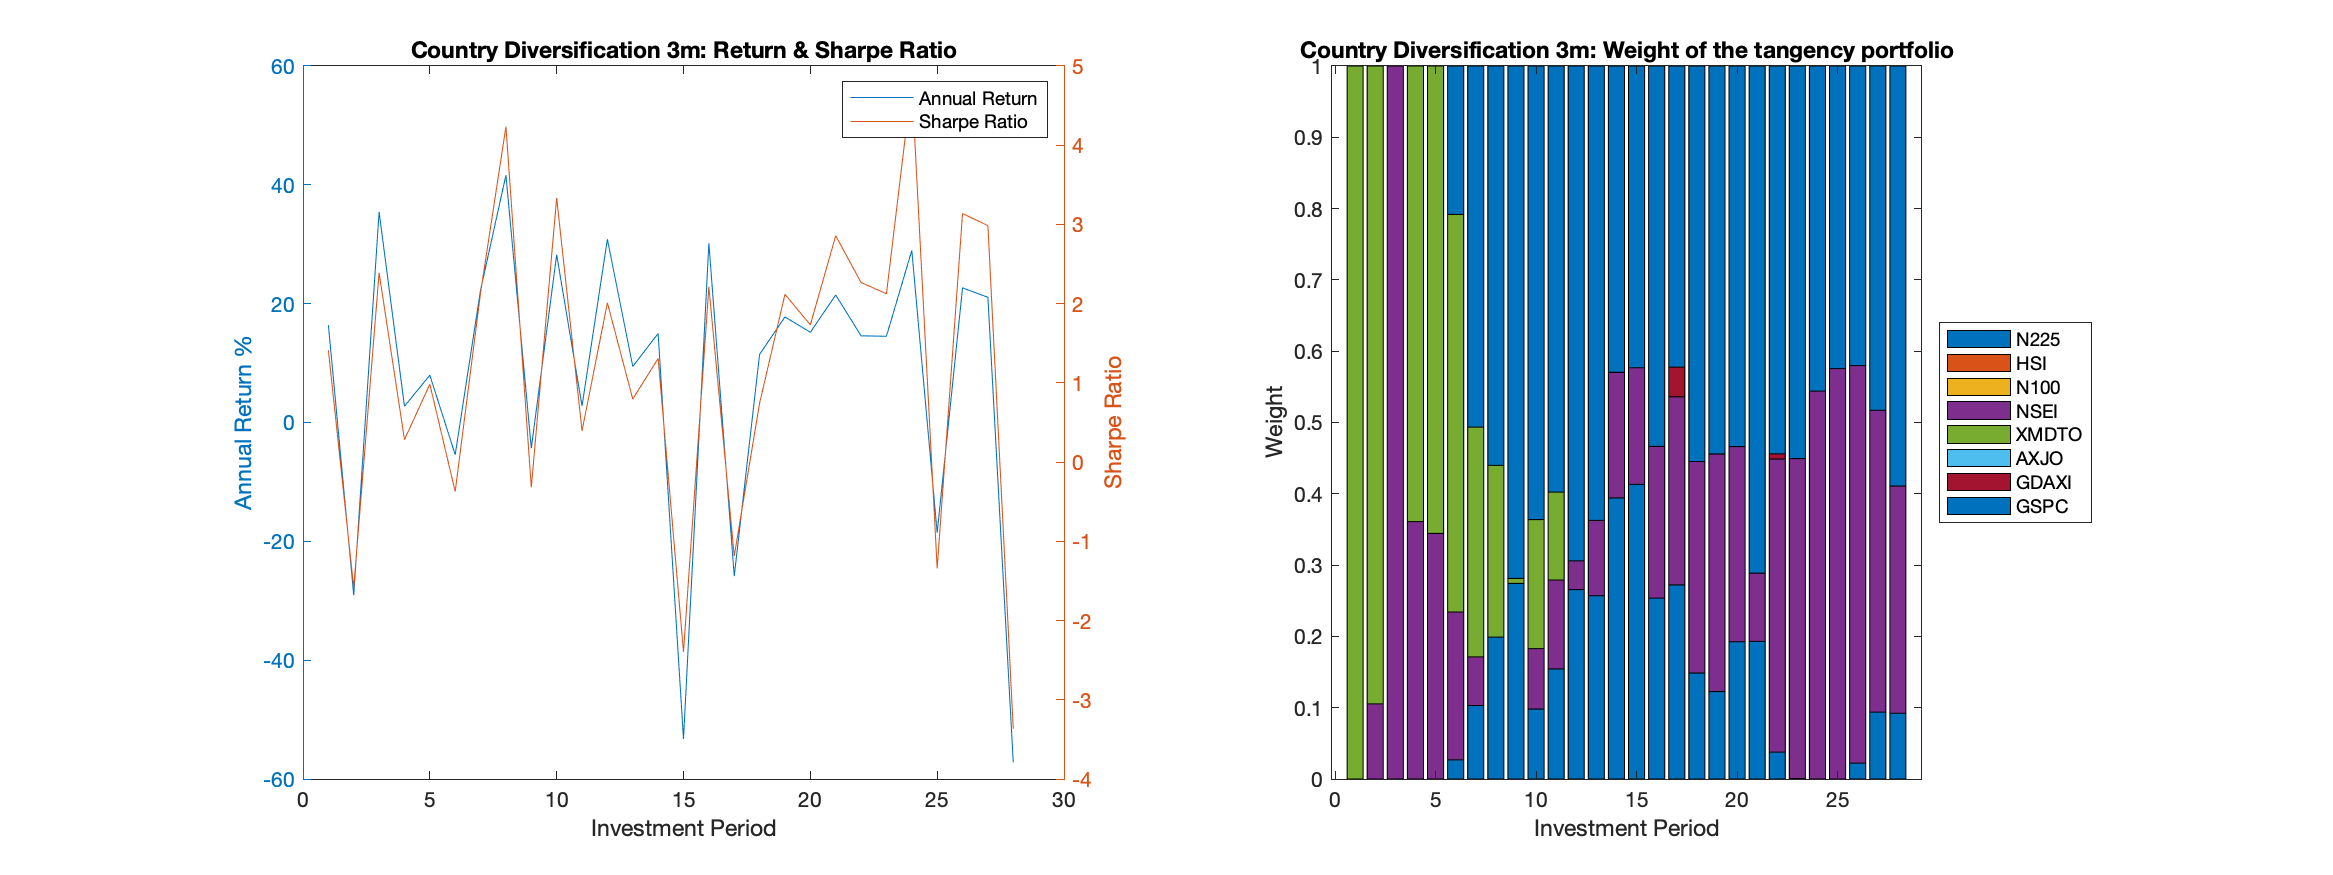 Country Diversification 3m: Return & Sharpe Ratio
60
40
20
0
-20
-40
-60
Annual Return %
5
4
3
2
1
0
-1
-2
-3
-4
Sharpe Ratio
Annual Return
Sharpe Ratio
0 5 10 15 20 25 30
Investment Period
Country Diversification 3m: Weight of the tangency portfolio
1
0.9
0.8
0.7
0.6
0.5
0.4
0.3
0.2
0.1
0
Weight
0 5 10 15 20 25
Investment Period
N225
HSI
N100
NSEI
XMDTO
AXJO
GDAXI
GSPC